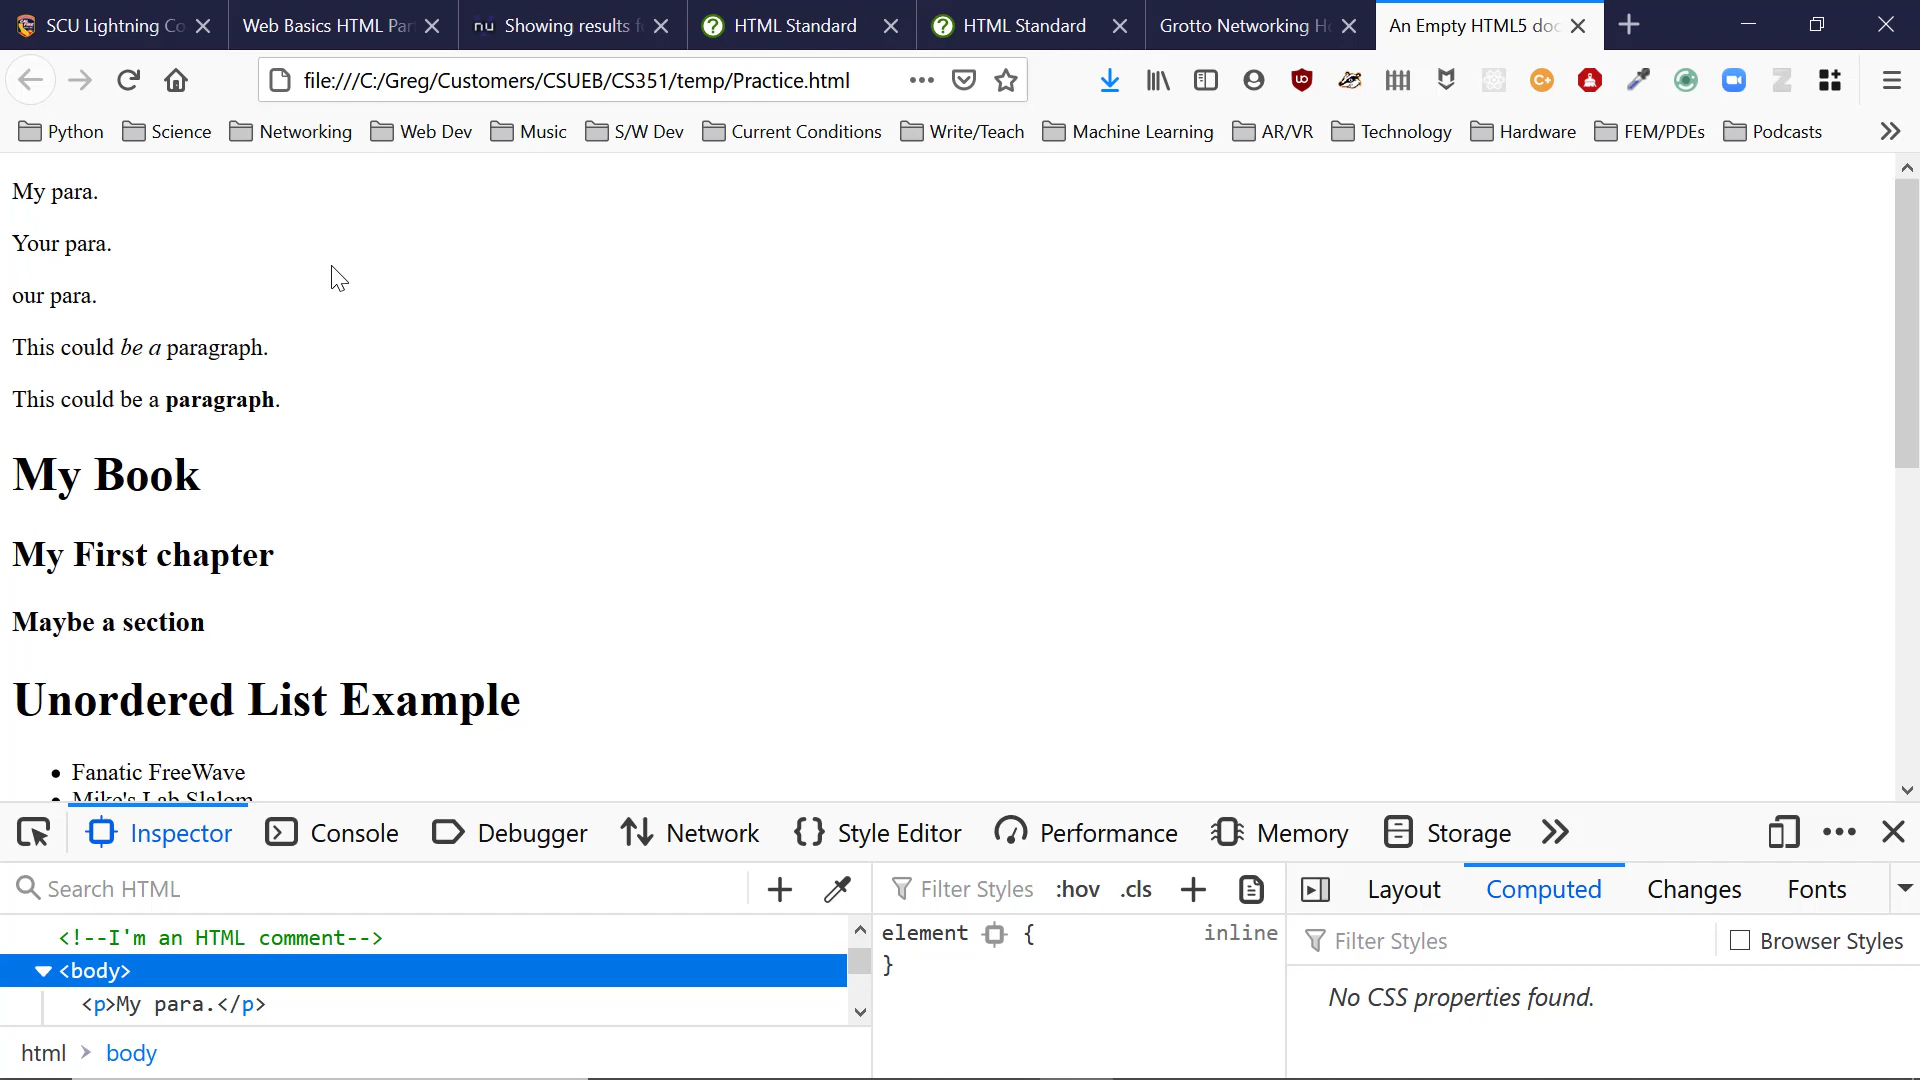 SCU Lightning Co
Web Basics HTML Par
nu Showing results f
HTML Standard
HTML Standard
Grotto Networking H
An Empty HTML5 doc
file:///C:/Greg/Customers/CSUEB/CS351/temp/Practice.html
Python Science Networking Web Dev Music S/W Dev Current Conditions Write/Teach Machine Learning AR/VR Technology Hardware FEM/PDEs Podcasts
My para.
Your para.
our para.
This could be a paragraph.
This could be a paragraph.
My Book
My First chapter
Maybe a section
Unordered List Example
• Fanatic FreeWave
• Mike's Lab Slalom
Inspector Console Debugger Network Style Editor Performance Memory Storage
Search HTML
Filter Styles :hov .cls
Layout Computed Changes Fonts
<!--I'm an HTML comment-->
<body>
<p>My para.</p>
html > body
element { inline
}
Filter Styles Browser Styles
No CSS properties found.